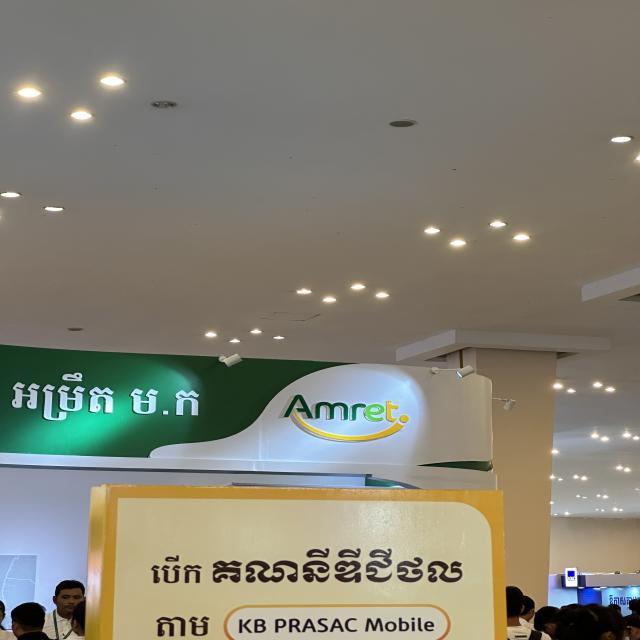 អម្រឹត ម.ក
Amret.
បើក គណនីឌីជីថល
តាម KB PRASAC Mobile